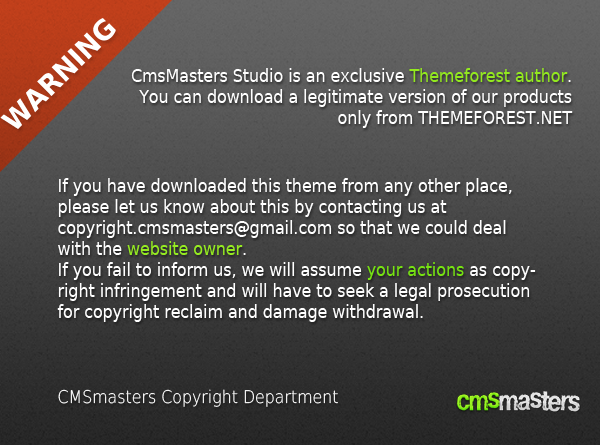 WARNING
CmsMasters Studio is an exclusive Themeforest author.
You can download a legitimate version of our products
only from THEMEFOREST.NET
If you have downloaded this theme from any other place,
please let us know about this by contacting us at
copyright.cmsmasters@gmail.com so that we could deal
with the website owner.
If you fail to inform us, we will assume your actions as copy-
right infringement and will have to seek a legal prosecution
for copyright reclaim and damage withdrawal.
CMSmasters Copyright Department
cmsmasters